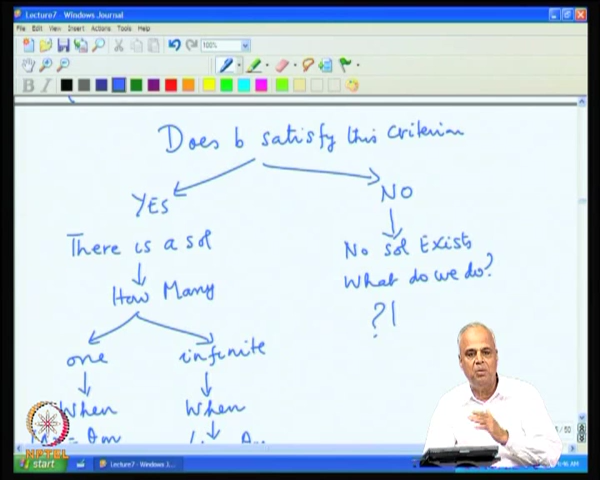 Lecture7 - Windows Journal
File Edit View Insert Actions Tools Help
100%
B I
Does b satisfy this criterion
YES
NO
There is a sol
No sol Exists
What do we do?
How Many
?!
one infinite
When When
NPTEL
start
Lecture7 - Windows J...